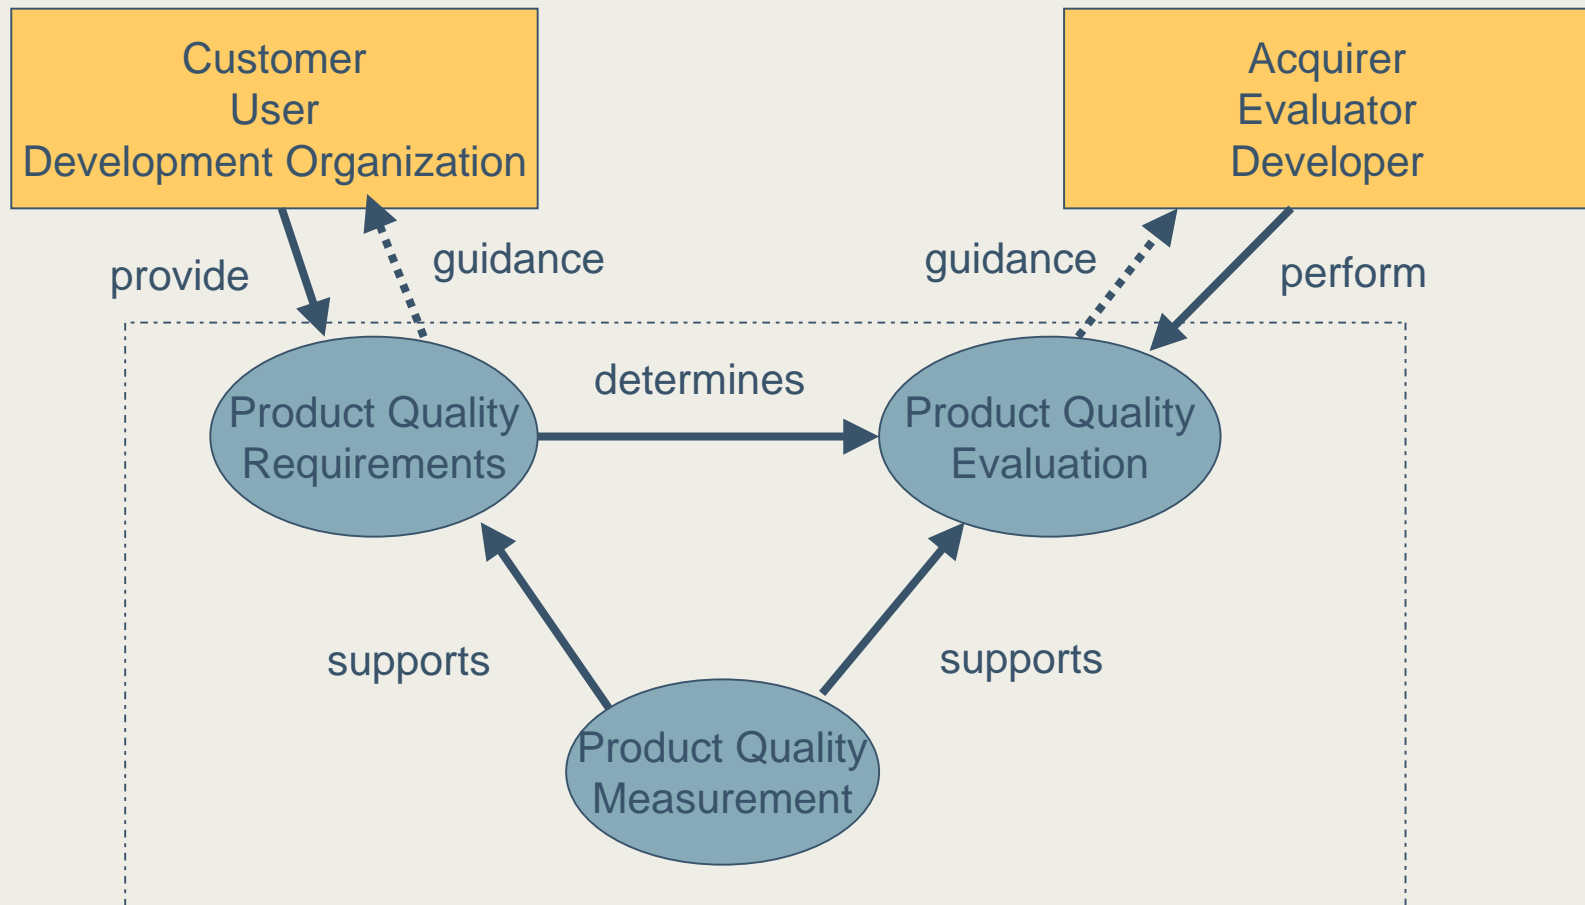 Customer
User
Development Organization
Acquirer
Evaluator
Developer
provide
guidance
guidance
perform
determines
Product Quality
Requirements
Product Quality
Evaluation
supports
supports
Product Quality
Measurement